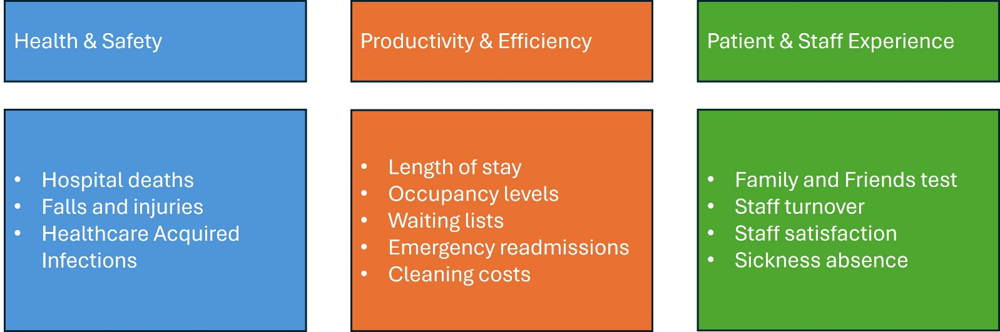 Health & Safety
Productivity & Efficiency
Patient & Staff Experience
• Hospital deaths
• Falls and injuries
• Healthcare Acquired
Infections
• Length of stay
• Occupancy levels
• Waiting lists
• Emergency readmissions
• Cleaning costs
• Family and Friends test
• Staff turnover
• Staff satisfaction
• Sickness absence